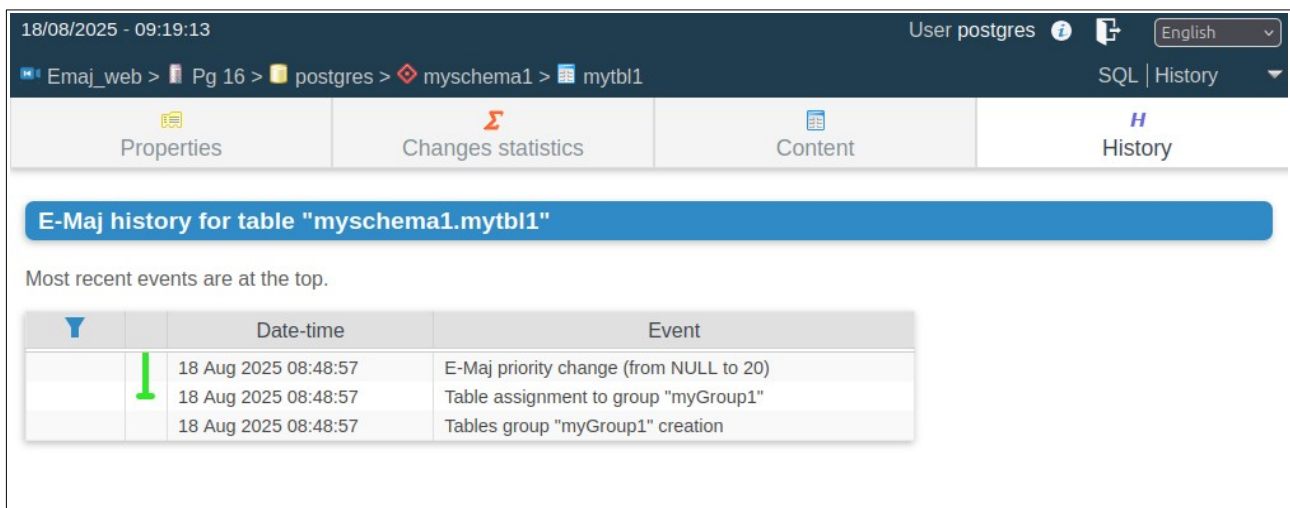 18/08/2025 - 09:19:13 User postgres English
Emaj_web > Pg 16 > postgres > myschema1 > mytbl1 SQL | History
Properties Changes statistics Content History
E-Maj history for table "myschema1.mytbl1"
Most recent events are at the top.
Date-time Event
18 Aug 2025 08:48:57 E-Maj priority change (from NULL to 20)
18 Aug 2025 08:48:57 Table assignment to group "myGroup1"
18 Aug 2025 08:48:57 Tables group "myGroup1" creation